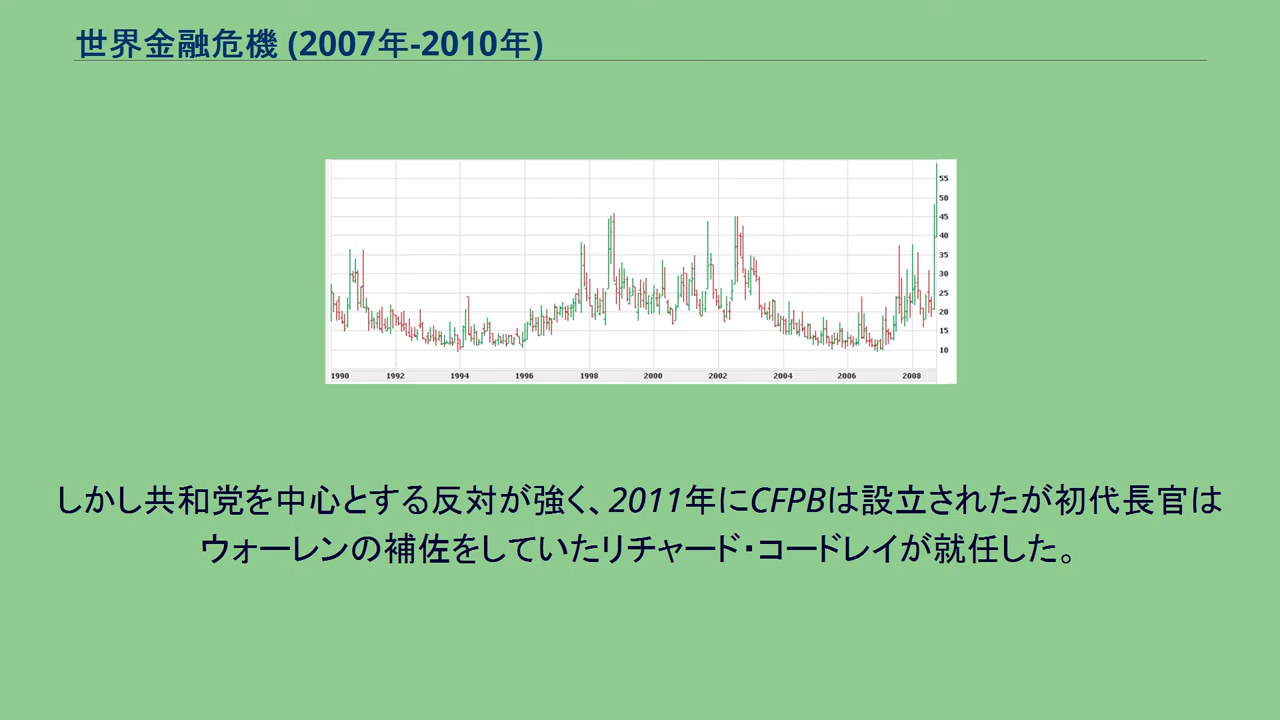 世界金融危機 (2007年-2010年)
55
50
45
40
35
30
25
20
15
10
1990 1992 1994 1996 1998 2000 2002 2004 2006 2008
しかし共和党を中心とする反対が強く、2011年にCFPBは設立されたが初代長官は
ウォーレンの補佐をしていたリチャード・コードレイが就任した。